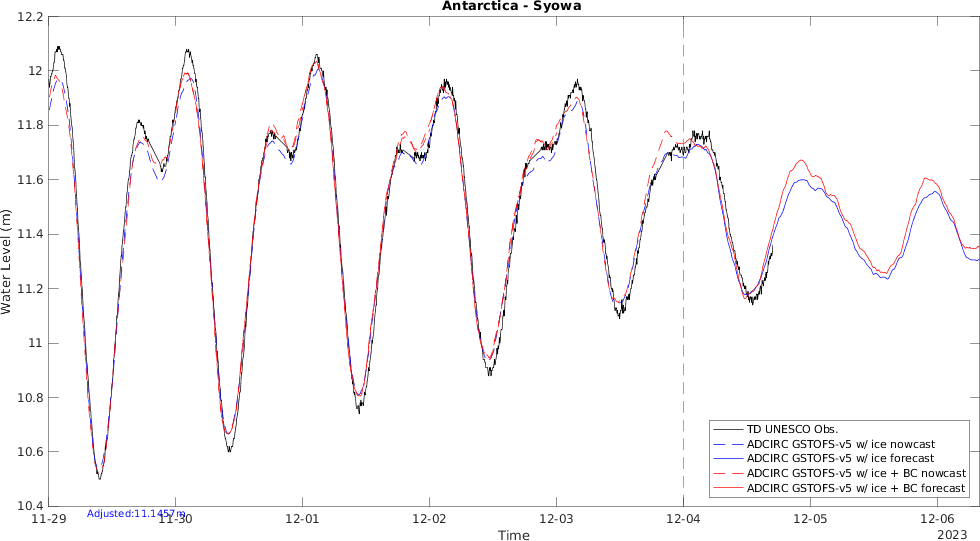 Antarctica - Syowa
12.2
12
11.8
11.6
11.4
11.2
11
10.8
10.6
10.4
Water Level (m)
TD UNESCO Obs.
ADCIRC GSTOFS-v5 w/ ice nowcast
ADCIRC GSTOFS-v5 w/ ice forecast
ADCIRC GSTOFS-v5 w/ ice + BC nowcast
ADCIRC GSTOFS-v5 w/ ice + BC forecast
Adjusted:11.1457m
11-29 11-30 12-01 12-02 12-03 12-04 12-05 12-06
Time
2023